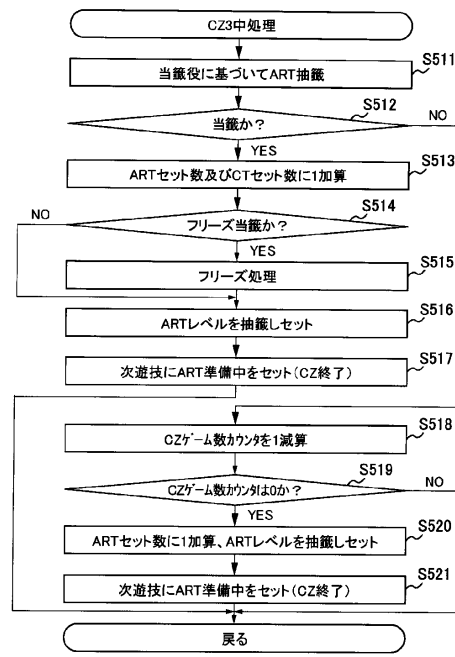 CZ3中処理
S511
当籤役に基づいてART抽籤
S512
当籤か？
NO
YES
S513
ARTセット数及びCTセット数に1加算
S514
NO
フリーズ当籤か？
YES
S515
フリーズ処理
S516
ARTレベルを抽籤しセット
S517
次遊技にART準備中をセット(CZ終了)
S518
CZゲーム数カウンタを1減算
S519
CZゲーム数カウンタは0か？
NO
YES
S520
ARTセット数に1加算、ARTレベルを抽籤しセット
S521
次遊技にART準備中をセット(CZ終了)
戻る